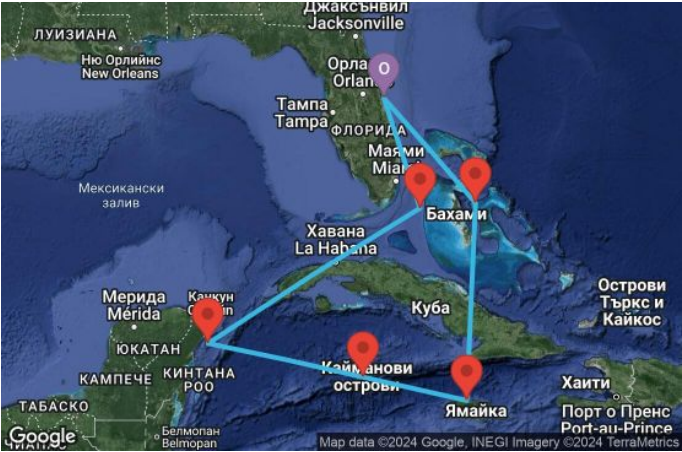 Джаксънвил
Jacksonville
ЛУИЗИАНА
Ню Орлийнс
New Orleans
Орла
Orlan
O
Тампа
Tampa
ФЛОРИДА
Маями
Miami
Мексикански
залив
Бахами
Хавана
La Habana
Острови
Търкс и
Кайкос
Мерида
Mérida
Канкун
Куба
ЮКАТАН
КАМПЕЧЕ
КИНТАНА
РОО
Кайманови
острови
ТАБАСКО
Ямайка
Хаити
Порт о Пренс
Port-au-Prince
Белмопан
Belmopan
Google
Map data ©2024 Google, INEGI Imagery ©2024 TerraMetrics